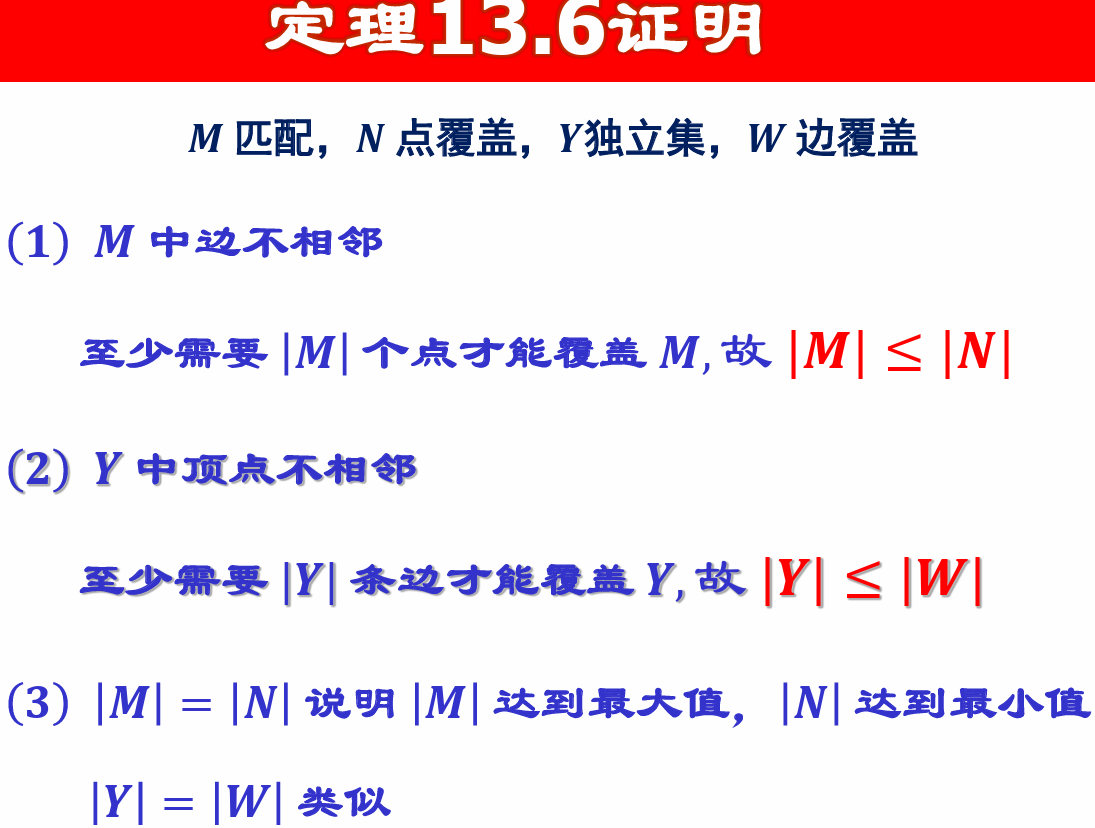 定理13.6证明
M 匹配，N 点覆盖，Y独立集，W 边覆盖
(1) M 中边不相邻
至少需要 |M| 个点才能覆盖 M, 故 |M| ≤ |N|
(2) Y 中顶点不相邻
至少需要 |Y| 条边才能覆盖 Y, 故 |Y| ≤ |W|
(3) |M| = |N| 说明 |M| 达到最大值，|N| 达到最小值
|Y| = |W| 类似